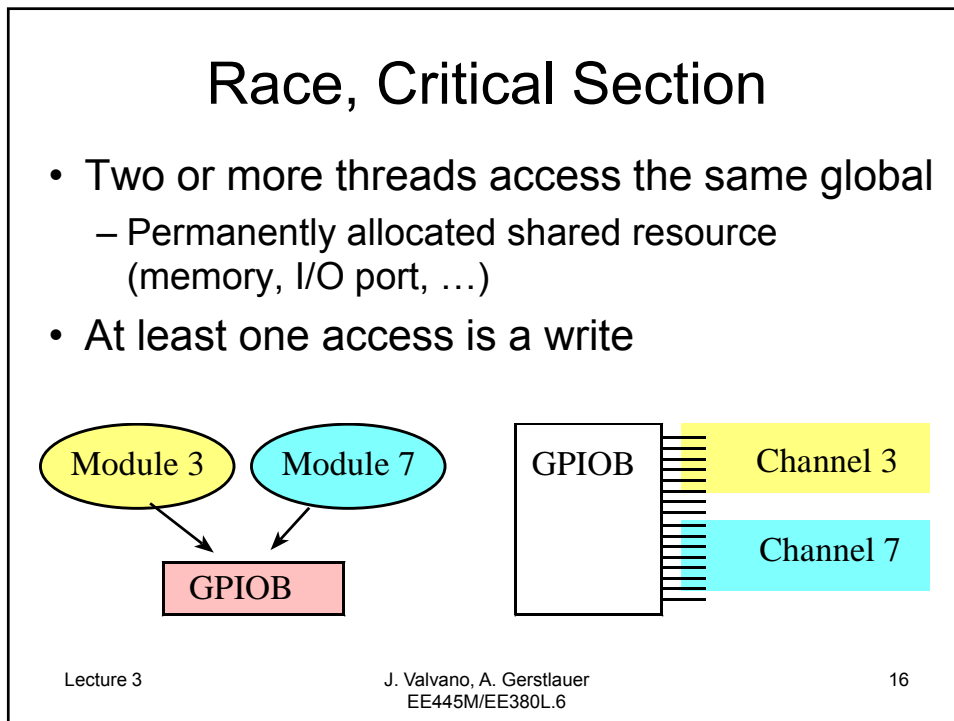 Race, Critical Section
• Two or more threads access the same global
– Permanently allocated shared resource
(memory, I/O port, …)
• At least one access is a write
Module 3
Module 7
GPIOB
GPIOB
Channel 3
Channel 7
Lecture 3
J. Valvano, A. Gerstlauer
EE445M/EE380L.6
16